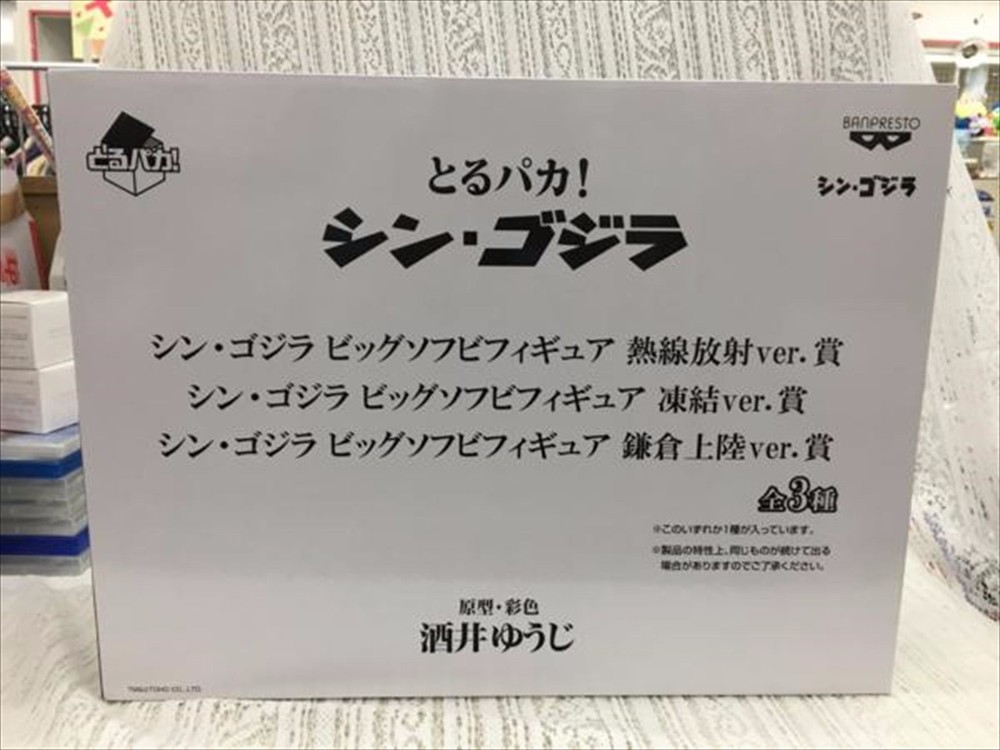 とるパカ!
BANPRESTO
シン・ゴジラ
とるパカ!
シン・ゴジラ
シン・ゴジラ ビッグソフビフィギュア 熱線放射ver.賞
シン・ゴジラ ビッグソフビフィギュア 凍結ver.賞
シン・ゴジラ ビッグソフビフィギュア 鎌倉上陸ver.賞
全3種
※このいずれか1種が入っています。
※製品の特性上、同じものが続けて出る
場合がありますのでご了承ください。
原型・彩色
酒井ゆうじ
TM&©TOHO CO., LTD.